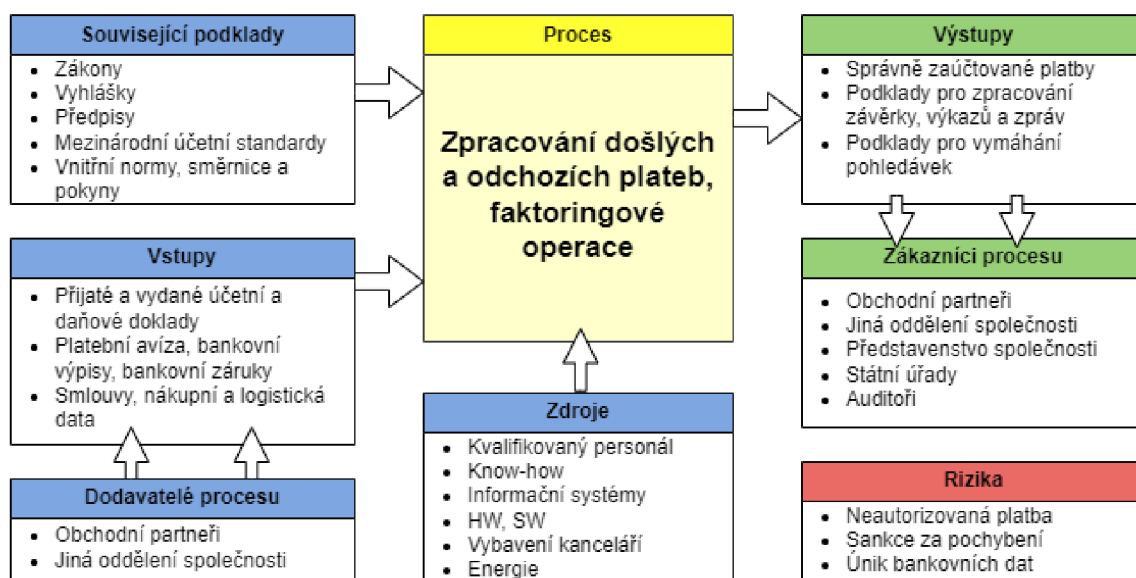 Související podklady
Zákony
Vyhlášky
Předpisy
Mezinárodní účetní standardy
Vnitřní normy, směrnice a
pokyny
Vstupy
Přijaté a vydané účetní a
daňové doklady
Platební avíza, bankovní
výpisy, bankovní záruky
Smlouvy, nákupní a logistická
data
Dodavatelé procesu
Obchodní partneři
Jiná oddělení společnosti
Proces
Zpracování došlých
a odchozích plateb,
faktoringové
operace
Zdroje
Kvalifikovaný personál
Know-how
Informační systémy
HW, SW
Vybavení kanceláří
Energie
Výstupy
Správně zaúčtované platby
Podklady pro zpracování
závěrky, výkazů a zpráv
Podklady pro vymáhání
pohledávek
Zákazníci procesu
Obchodní partneři
Jiná oddělení společnosti
Představenstvo společnosti
Státní úřady
Auditoři
Rizika
Neautorizovaná platba
Sankce za pochybení
Únik bankovních dat